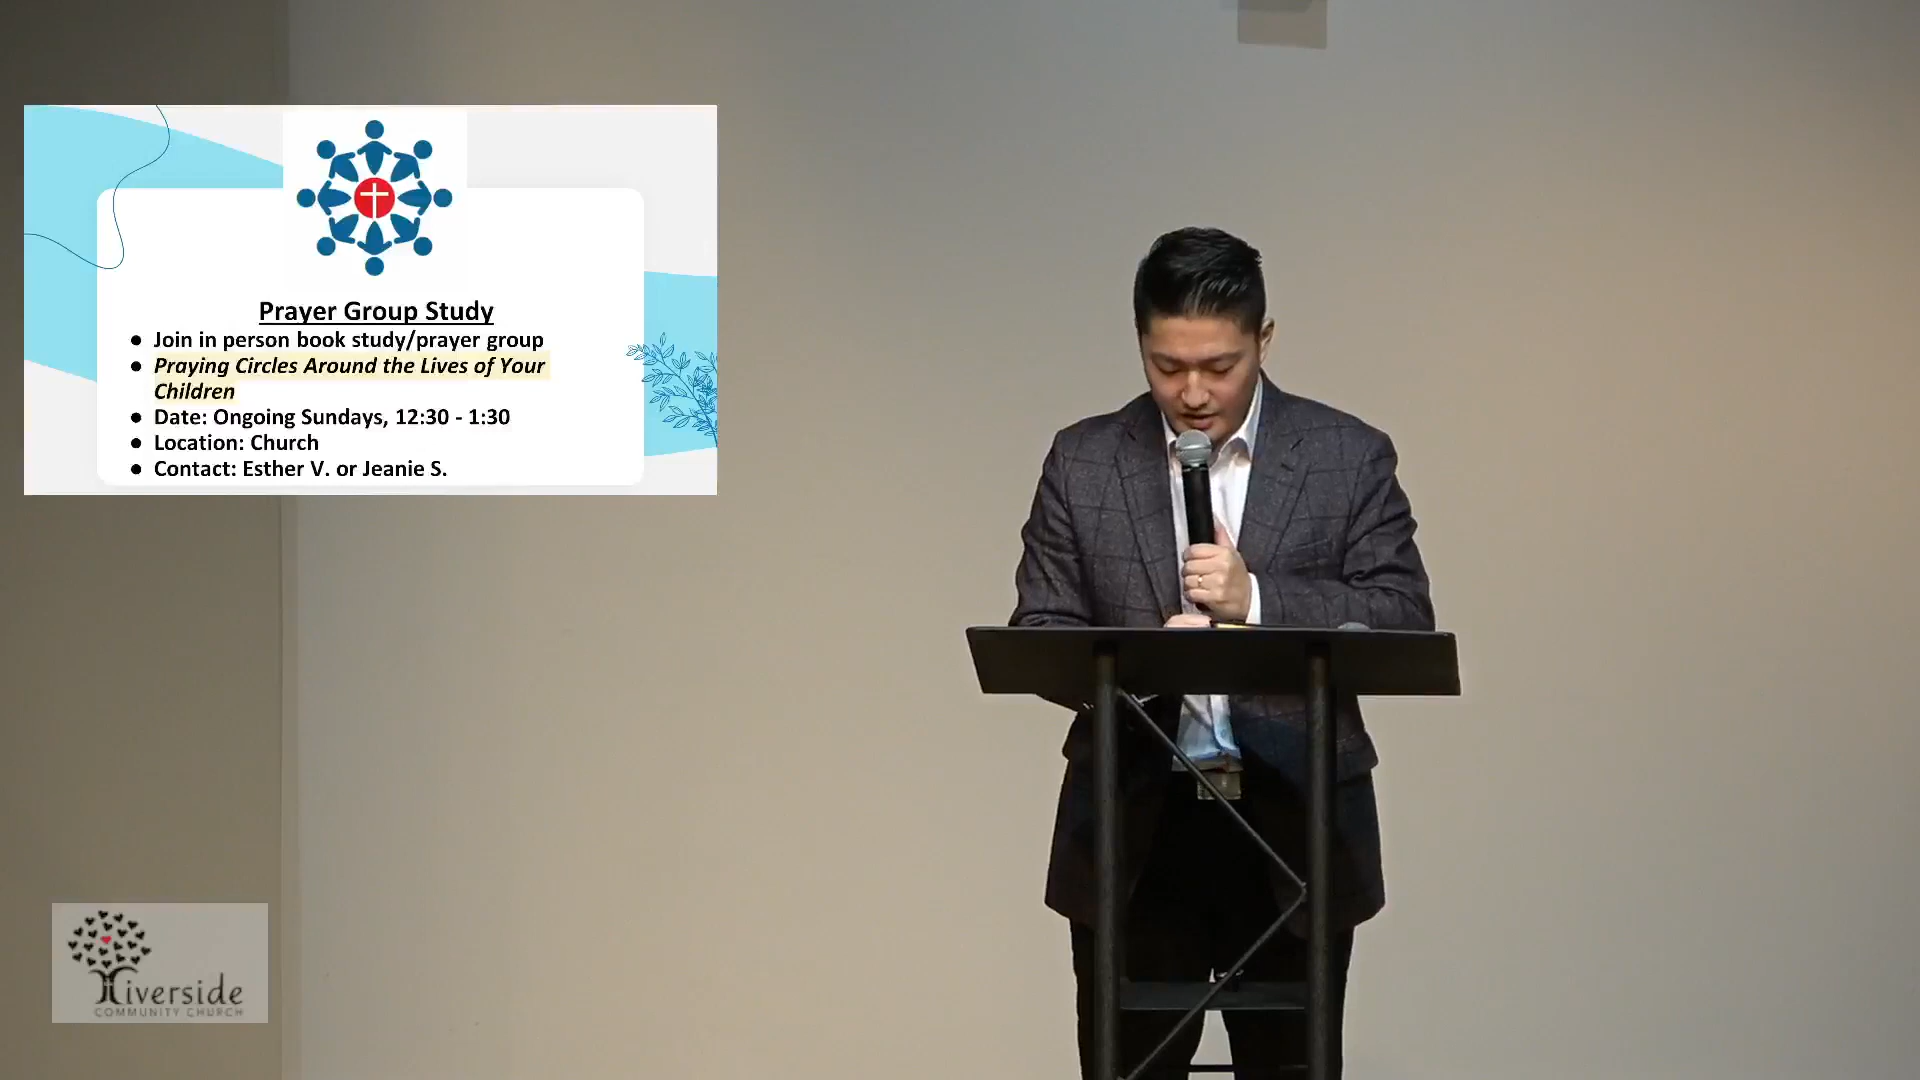 Prayer Group Study
● Join in person book study/prayer group
● Praying Circles Around the Lives of Your
Children
● Date: Ongoing Sundays, 12:30 - 1:30
● Location: Church
● Contact: Esther V. or Jeanie S.
Riverside
COMMUNITY CHURCH